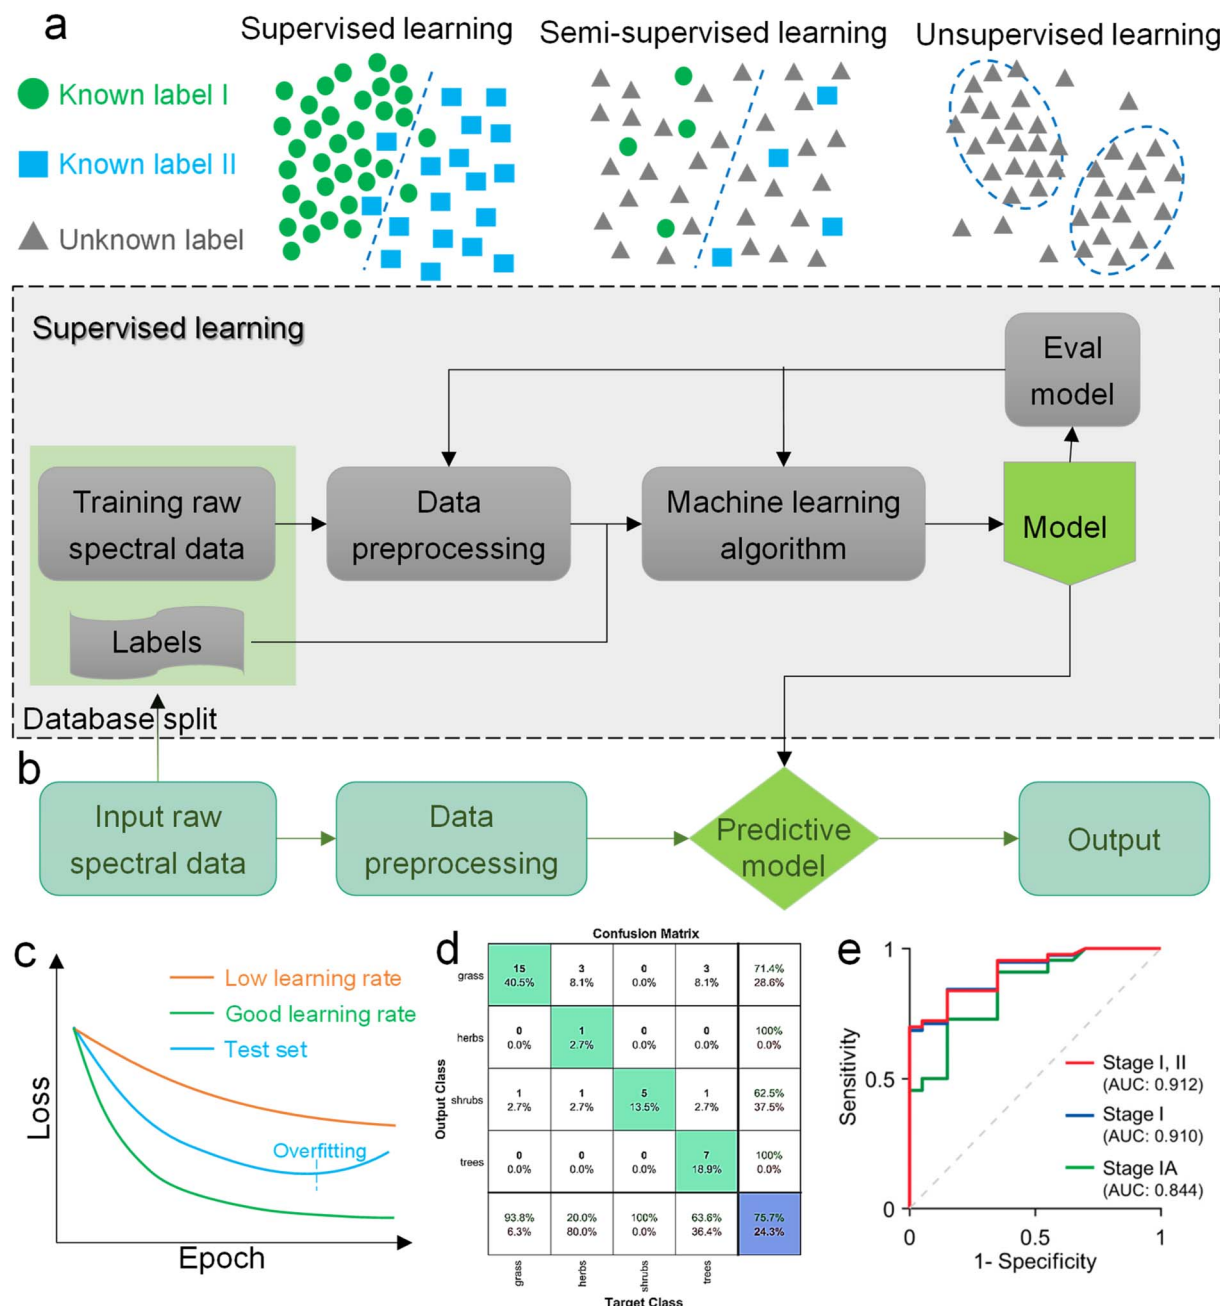 a
Supervised learning
Semi-supervised learning
Unsupervised learning
Known label I
Known label II
Unknown label
Supervised learning
Eval
model
Training raw
spectral data
Data
preprocessing
Machine learning
algorithm
Model
Labels
Database split
b
Input raw
spectral data
Data
preprocessing
Predictive
model
Output
c
Low learning rate
Good learning rate
Test set
Overfitting
Loss
Epoch
d
Confusion Matrix
grass 15 3 0 3 71.4%
40.5% 8.1% 0.0% 8.1% 28.6%
herbs 0 1 0 0 100%
0.0% 2.7% 0.0% 0.0% 0.0%
shrubs 1 1 5 1 62.5%
2.7% 2.7% 13.5% 2.7% 37.5%
trees 0 0 0 7 100%
0.0% 0.0% 0.0% 18.9% 0.0%
93.8% 20.0% 100% 63.6% 75.7%
6.3% 80.0% 0.0% 36.4% 24.3%
grass herbs shrubs trees
Output Class
Target Class
e
1
0.5
0
Sensitivity
Stage I, II
(AUC: 0.912)
Stage I
(AUC: 0.910)
Stage IA
(AUC: 0.844)
0 0.5 1
1- Specificity